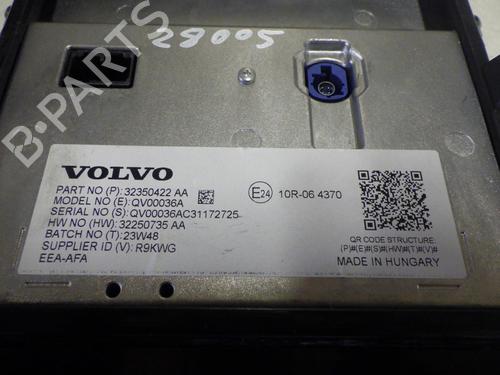 28005
B-PARTS
VOLVO
PART NO (P): 32350422 AA
MODEL NO (E): QV00036A
SERIAL NO (S): QV00036AC31172725
HW NO (HW): 32250735 AA
BATCH NO (T): 23W48
SUPPLIER ID (V): R9KWG
EEA-AFA
E24 10R-06 4370
QR CODE STRUCTURE:
(P)#(E)#(S)#(HW)#(T)#(V)#
MADE IN HUNGARY